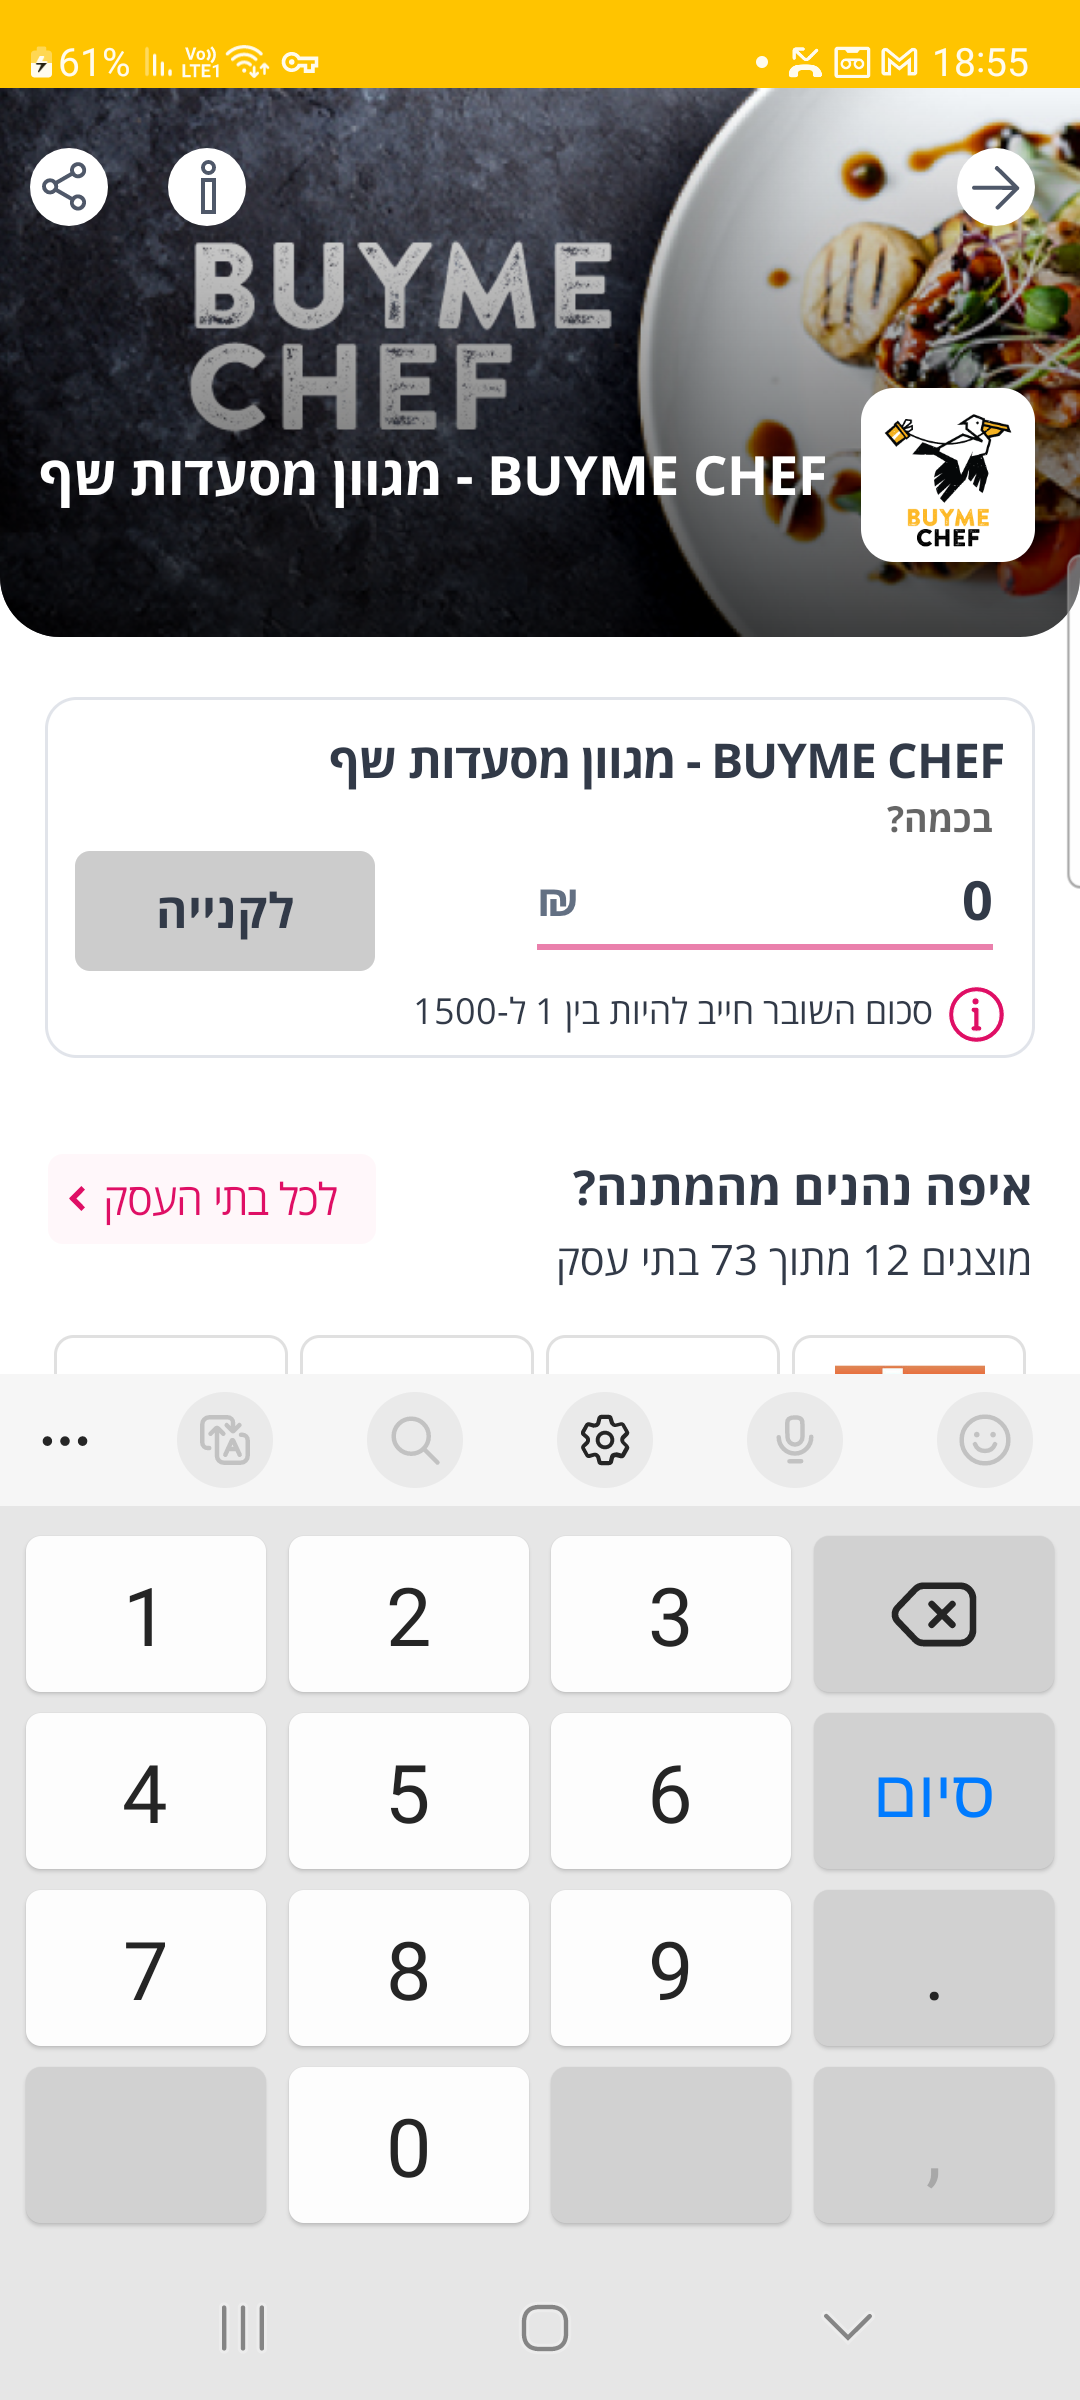 61%
Vo))
LTE1
18:55
BUYME
CHEF
BUYME CHEF - מגוון מסעדות שף
BUYME
CHEF
BUYME CHEF - מגוון מסעדות שף
בכמה?
0 ₪
לקנייה
סכום השובר חייב להיות בין 1 ל-1500
איפה נהנים מהמתנה?
לכל בתי העסק
מוצגים 12 מתוך 73 בתי עסק
1 2 3
4 5 6 סיום
7 8 9 .
0 ,